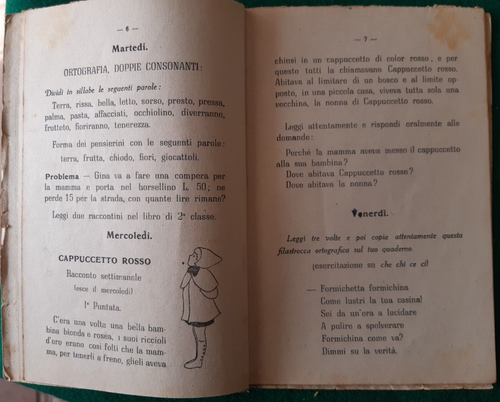 — 6 —
Martedì.
ORTOGRAFIA, DOPPIE CONSONANTI:
Dividi in sillabe le seguenti parole:
Terra, rissa, bella, letto, sorso, presto, pressa,
palma, pasta, affacciati, occhiolino, diverranno,
frutteto, fioriranno, tenerezza.
Forma dei pensierini con le seguenti parole:
terra, frutta, chiodo, fiori, giocattoli.
Problema — Gina va a fare una compera per
la mamma e porta nel borsellino L. 50; ne
perde 15 per la strada, con quante lire rimane?
Leggi due raccontini nel libro di 2ª classe.
Mercoledì.
CAPPUCCETTO ROSSO
Racconto settimanale
(esce il mercoledì)
1ª Puntata.
C'era una volta una bella bam-
bina bionda e rosea, i suoi riccioli
d'oro erano così folti che la mam-
ma, per tenerli a freno, glieli aveva
— 7 —
chiusi in un cappuccetto di color rosso, e per
questo tutti la chiamavano Cappuccetto rosso.
Abitava al limitare di un bosco e al limite op-
posto, in una piccola casa, viveva tutta sola una
vecchina, la nonna di Cappuccetto rosso.
Leggi attentamente e rispondi oralmente alle
domande:
Perchè la mamma aveva messo il cappuccetto
alla sua bambina?
Dove abitava Cappuccetto rosso?
Dove abitava la nonna?
Venerdì.
Leggi tre volte e poi copia attentamente questa
filastrocca ortografica sul tuo quaderno.
(esercitazione su che chi ce ci)
— Formichetta formichina
Come lustri la tua casina!
Sei da un'ora a lucidare
A pulire a spolverare
Formichina come va?
Dimmi su la verità.